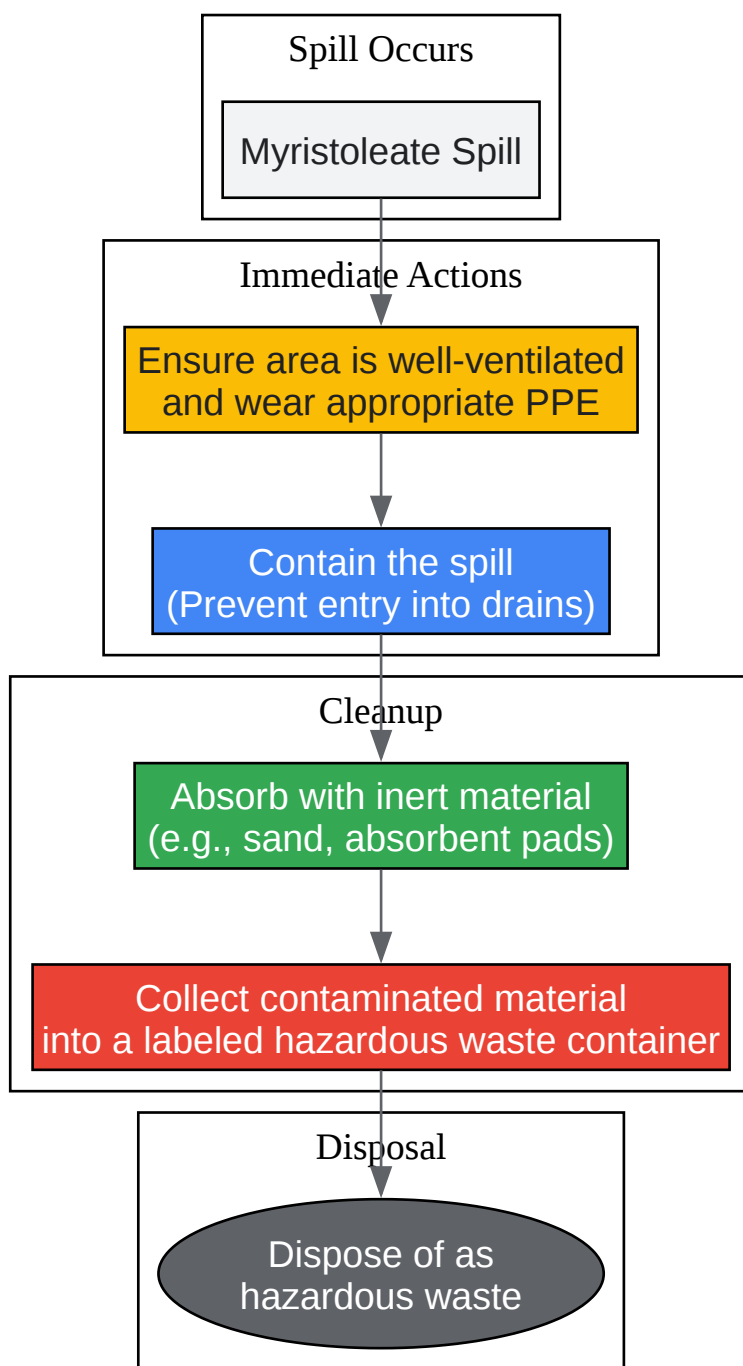 Spill Occurs
Myristoleate Spill
Immediate Actions
Ensure area is well-ventilated
and wear appropriate PPE
Contain the spill
(Prevent entry into drains)
Cleanup
Absorb with inert material
(e.g., sand, absorbent pads)
Collect contaminated material
into a labeled hazardous waste container
Disposal
Dispose of as
hazardous waste